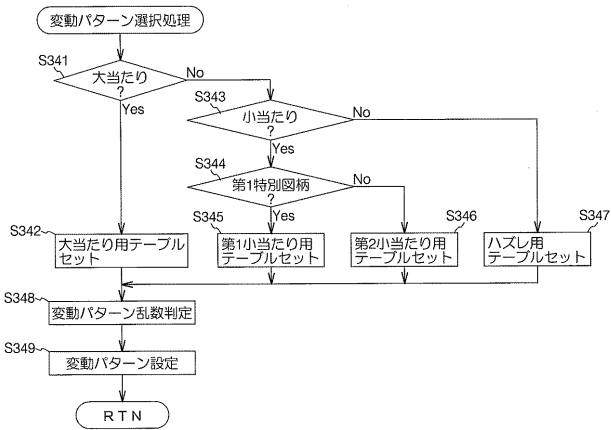 変動パターン選択処理
S341
大当たり
?
No
Yes
S343
小当たり
?
No
Yes
S344
第1特別図柄
?
No
Yes
S342
大当たり用テーブル
セット
S345
第1小当たり用
テーブルセット
S346
第2小当たり用
テーブルセット
S347
ハズレ用
テーブルセット
S348
変動パターン乱数判定
S349
変動パターン設定
RTN